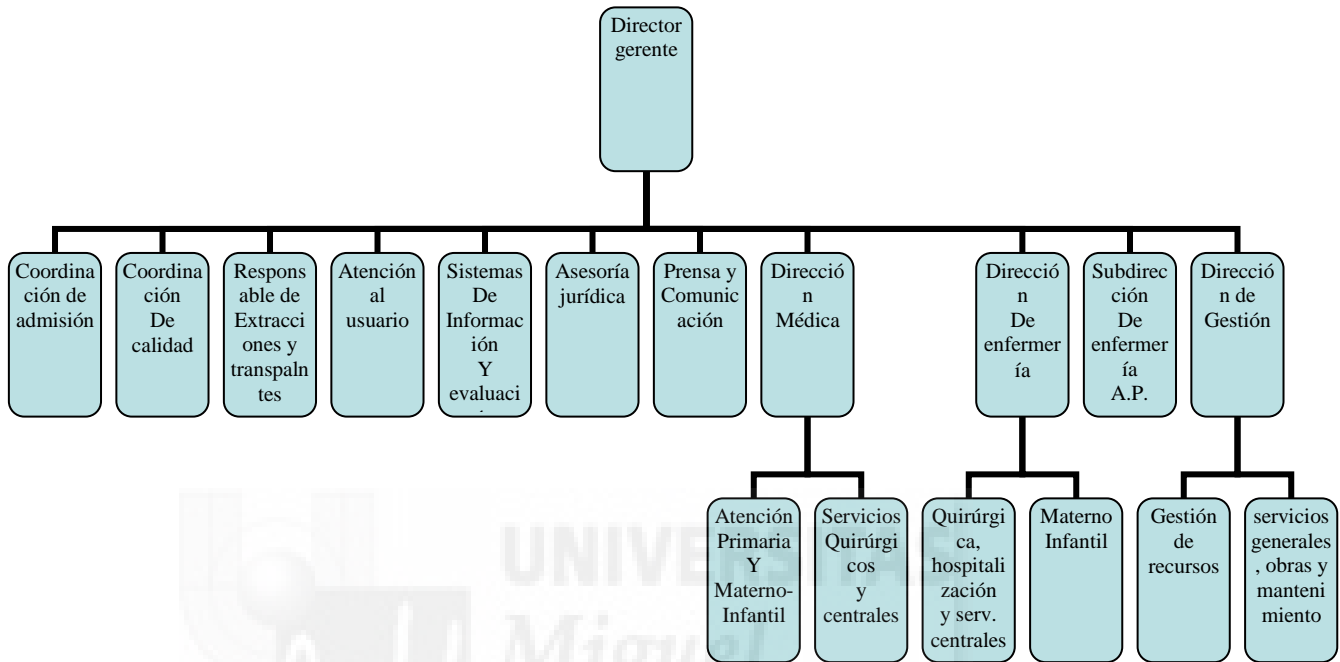 Director
gerente
Coordina
ción de
admisión
Coordina
ción
De
calidad
Respons
able de
Extracci
ones y
transpaln
tes
Atención
al
usuario
Sistemas
De
Informac
ión
Y
evaluaci
Asesoría
jurídica
Prensa y
Comunic
ación
Direcció
n
Médica
Direcció
n
De
enfermer
ía
Subdirec
ción
De
enfermer
ía
A.P.
Direcció
n de
Gestión
Atención
Primaria
Y
Materno-
Infantil
Servicios
Quirúrgi
cos
y
centrales
Quirúrgi
ca,
hospitali
zación
y serv.
centrales
Materno
Infantil
Gestión
de
recursos
servicios
generales
, obras y
manteni
miento
UNIVERSITAS
Miguel